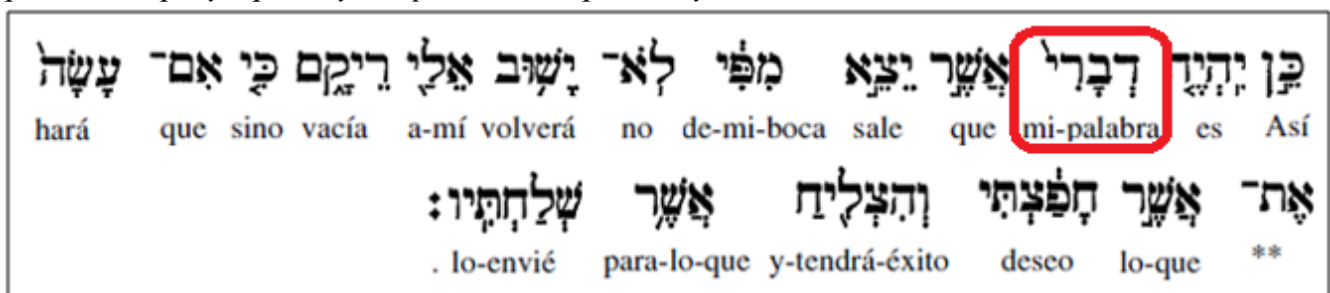 כֵּ֣ן יִֽהְיֶ֤ה דְבָרִי֙ אֲשֶׁ֣ר יֵצֵ֣א מִפִּ֔י לֹֽא־ יָשׁ֥וּב אֵלַ֖י רֵיקָ֑ם כִּ֤י אִם־ עָשָׂה֙
hará que sino vacía a-mí volverá no de-mi-boca sale que mi-palabra es Así
אֶת־ אֲשֶׁ֣ר חָפַ֔צְתִּי וְהִצְלִ֖יחַ אֲשֶׁ֥ר שְׁלַחְתִּֽיו׃
. lo-envié para-lo-que y-tendrá-éxito deseo lo-que **